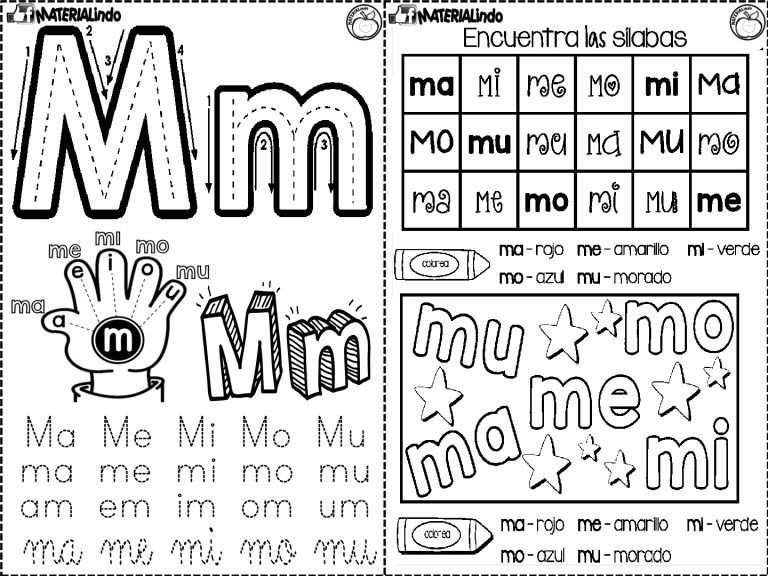 MATERIALindo
1 2 3 4
M m
1 2 3
ma me mi mo mu
a e i o u
m
M m
Ma Me Mi Mo Mu
ma me mi mo mu
am em im om um
ma me mi mo mu
MATERIALindo
Encuentra las silabas
ma Mi me Mo mi Ma
MO mu mu Ma MU mo
ma Me mo mi Mu me
colorea
ma - rojo me - amarillo mi - verde
mo - azul mu - morado
mu mo
me
ma mi
colorea
ma - rojo me - amarillo mi - verde
mo - azul mu - morado